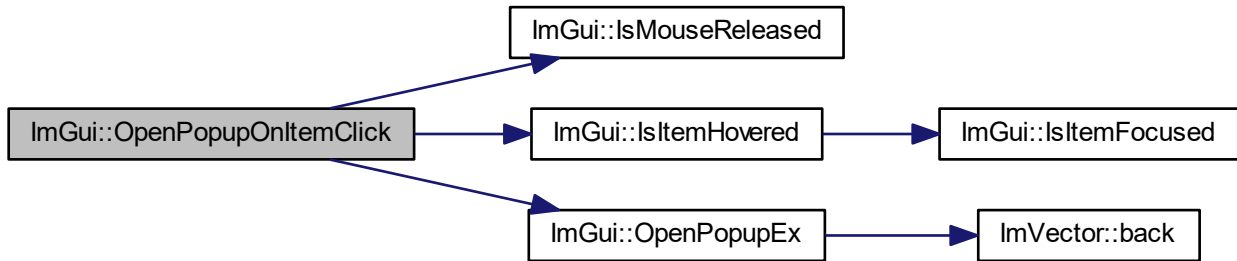 ImGui::IsMouseReleased
ImGui::OpenPopupOnItemClick
ImGui::IsItemHovered
ImGui::IsItemFocused
ImGui::OpenPopupEx
ImVector::back